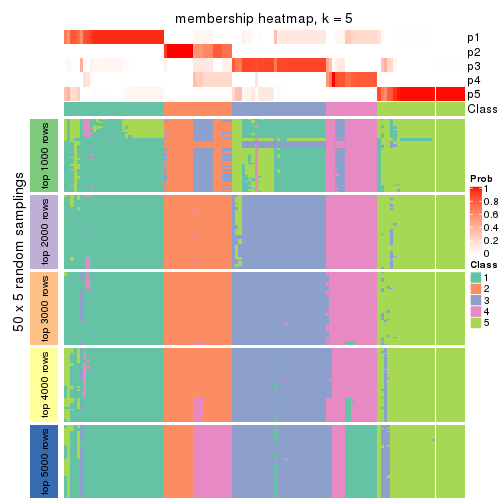 membership heatmap, k = 5
p1
p2
p3
p4
p5
Class
50 x 5 random samplings
top 1000 rows
top 2000 rows
top 3000 rows
top 4000 rows
top 5000 rows
Prob
1
0.8
0.6
0.4
0.2
0
Class
1
2
3
4
5